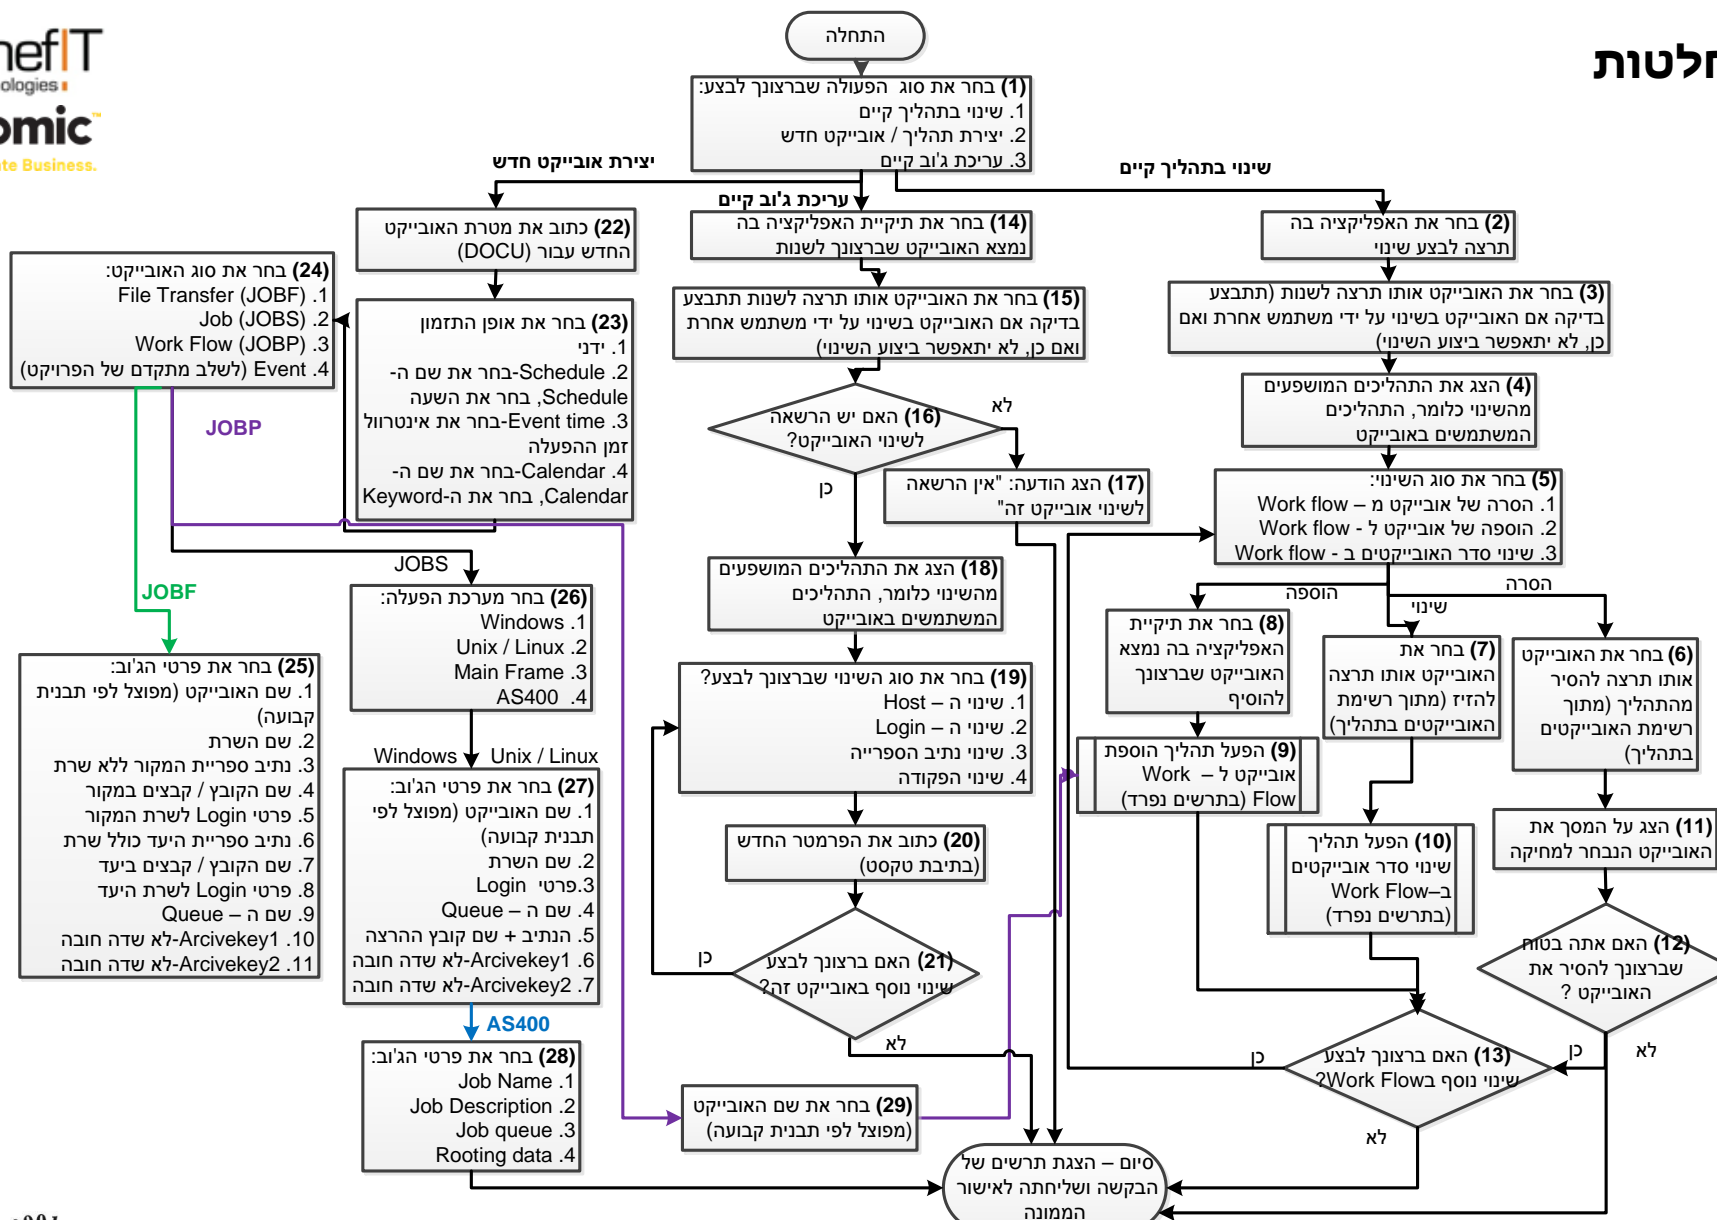 התחלה
(1) בחר את סוג הפעולה שברצונך לבצע:
1. שינוי בתהליך קיים
2. יצירת תהליך / אובייקט חדש
3. עריכת ג'וב קיים
יצירת אובייקט חדש
עריכת ג'וב קיים
שינוי בתהליך קיים
(2) בחר את האפליקציה בה
תרצה לבצע שינוי
(3) בחר את האובייקט אותו תרצה לשנות (תתבצע
בדיקה אם האובייקט בשינוי על ידי משתמש אחרת ואם
כן, לא יתאפשר ביצוע השינוי)
(4) הצג את התהליכים המושפעים
מהשינוי כלומר, התהליכים
המשתמשים באובייקט
(5) בחר את סוג השינוי:
1. הסרה של אובייקט מ – Work flow
2. הוספה של אובייקט ל - Work flow
3. שינוי סדר האובייקטים ב - Work flow
הסרה
שינוי
הוספה
(6) בחר את האובייקט
אותו תרצה להסיר
מהתהליך (מתוך
רשימת האובייקטים
בתהליך)
(7) בחר את
האובייקט אותו תרצה
להזיז (מתוך רשימת
האובייקטים בתהליך)
(8) בחר את תיקיית
האפליקציה בה נמצא
האובייקט שברצונך
להוסיף
(9) הפעל תהליך הוספת
אובייקט ל – Work
Flow (בתרשים נפרד)
(10) הפעל תהליך
שינוי סדר אובייקטים
ב–Work Flow
(בתרשים נפרד)
(11) הצג על המסך את
האובייקט הנבחר למחיקה
(12) האם אתה בטוח
שברצונך להסיר את
האובייקט ?
כן
לא
(13) האם ברצונך לבצע
שינוי נוסף בWork Flow?
כן
לא
(14) בחר את תיקיית האפליקציה בה
נמצא האובייקט שברצונך לשנות
(15) בחר את האובייקט אותו תרצה לשנות תתבצע
בדיקה אם האובייקט בשינוי על ידי משתמש אחרת
ואם כן, לא יתאפשר ביצוע השינוי)
(16) האם יש הרשאה
לשינוי האובייקט?
לא
כן
(17) הצג הודעה: "אין הרשאה
לשינוי אובייקט זה"
(18) הצג את התהליכים המושפעים
מהשינוי כלומר, התהליכים
המשתמשים באובייקט
(19) בחר את סוג השינוי שברצונך לבצע?
1. שינוי ה – Host
2. שינוי ה – Login
3. שינוי נתיב הספרייה
4. שינוי הפקודה
(20) כתוב את הפרמטר החדש
(בתיבת טקסט)
(21) האם ברצונך לבצע
שינוי נוסף באובייקט זה?
כן
לא
(22) כתוב את מטרת האובייקט
החדש עבור (DOCU)
(23) בחר את אופן התזמון
1. ידני
2. Schedule-בחר את שם ה-
Schedule, בחר את השעה
3. Event time-בחר את אינטרוול
זמן ההפעלה
4. Calendar-בחר את שם ה-
Calendar, בחר את ה-Keyword
(24) בחר את סוג האובייקט:
1. File Transfer (JOBF)
2. Job (JOBS)
3. Work Flow (JOBP)
4. Event (לשלב מתקדם של הפרויקט)
JOBP
JOBS
JOBF
(25) בחר את פרטי הג'וב:
1. שם האובייקט (מפוצל לפי תבנית
קבועה)
2. שם השרת
3. נתיב ספריית המקור ללא שרת
4. שם הקובץ / קבצים במקור
5. פרטי Login לשרת המקור
6. נתיב ספריית היעד כולל שרת
7. שם הקובץ / קבצים ביעד
8. פרטי Login לשרת היעד
9. שם ה – Queue
10. Arcivekey1-לא שדה חובה
11. Arcivekey2-לא שדה חובה
(26) בחר מערכת הפעלה:
1. Windows
2. Unix / Linux
3. Main Frame
4. AS400
Windows
Unix / Linux
(27) בחר את פרטי הג'וב:
1. שם האובייקט (מפוצל לפי
תבנית קבועה)
2. שם השרת
3.פרטי Login
4. שם ה – Queue
5. הנתיב + שם קובץ ההרצה
6. Arcivekey1-לא שדה חובה
7. Arcivekey2-לא שדה חובה
AS400
(28) בחר את פרטי הג'וב:
1. Job Name
2. Job Description
3. Job queue
4. Rooting data
(29) בחר את שם האובייקט
(מפוצל לפי תבנית קבועה)
סיום – הצגת תרשים של
הבקשה ושליחתה לאישור
הממונה